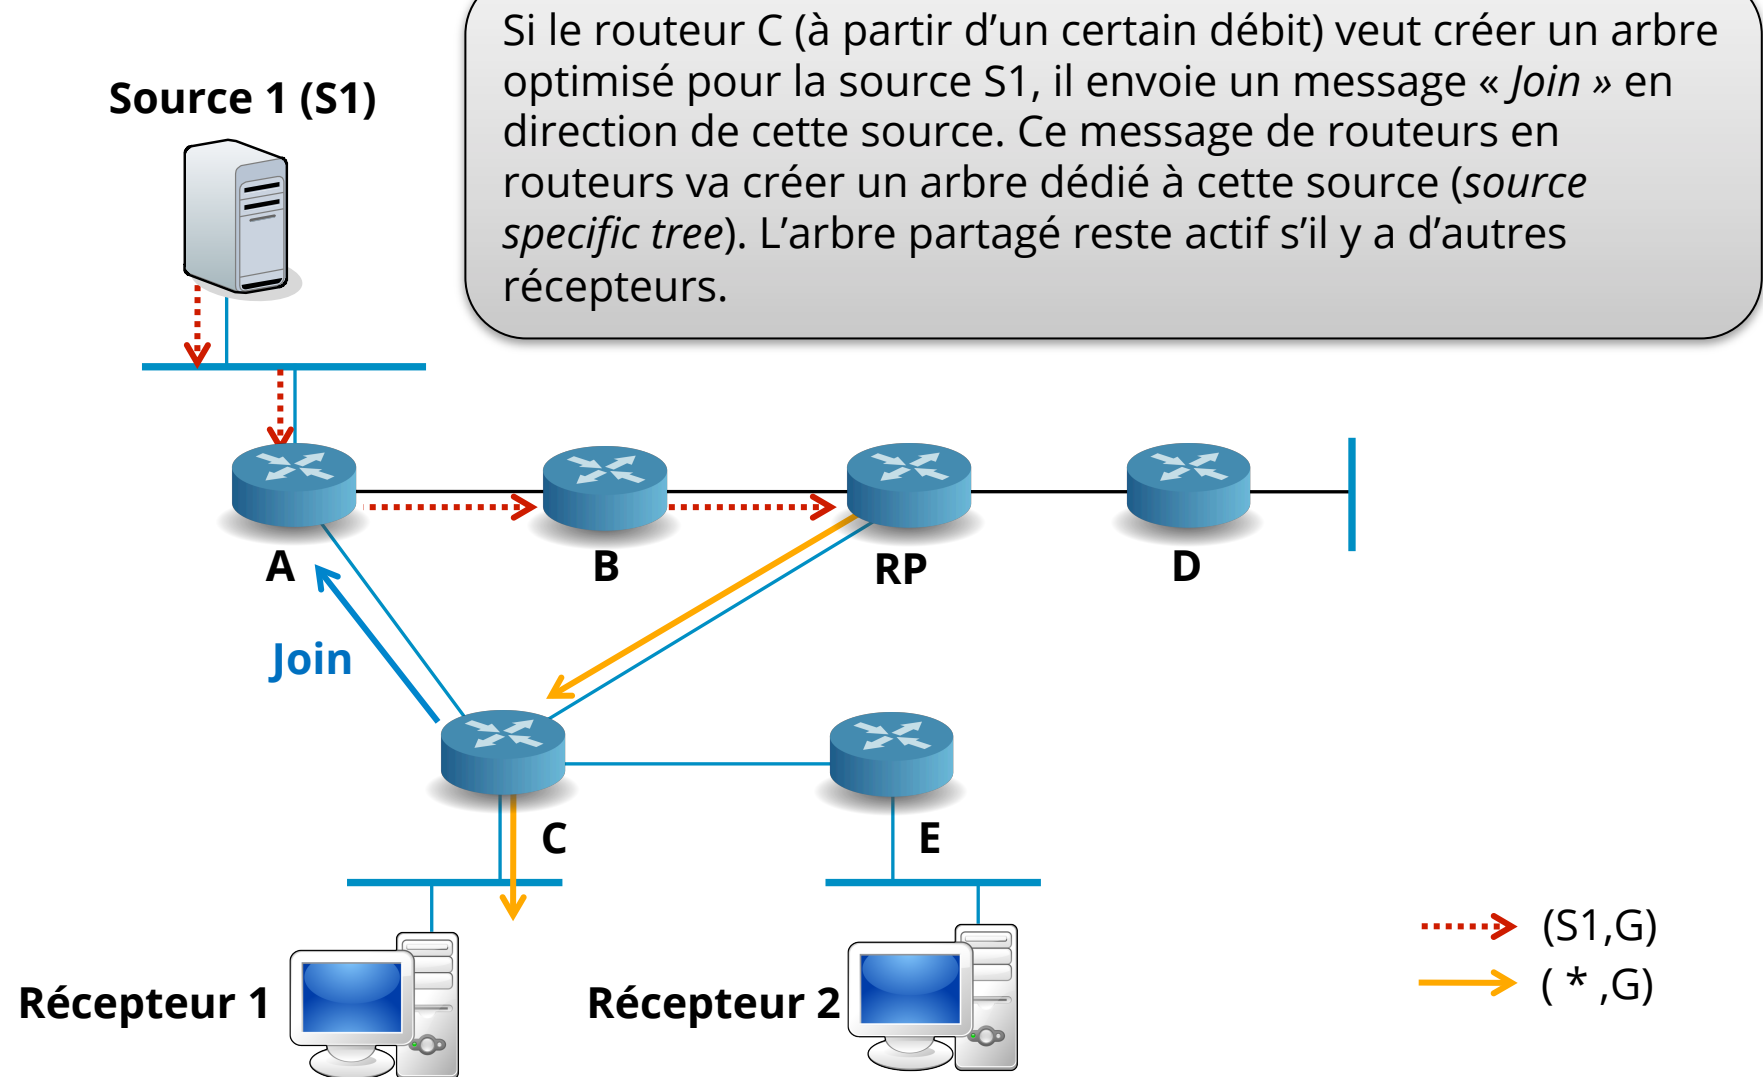 Si le routeur C (à partir d’un certain débit) veut créer un arbre
optimisé pour la source S1, il envoie un message « Join » en
direction de cette source. Ce message de routeurs en
routeurs va créer un arbre dédié à cette source (source
specific tree). L’arbre partagé reste actif s’il y a d’autres
récepteurs.
Source 1 (S1)
A
B
RP
D
Join
C
E
Récepteur 1
Récepteur 2
(S1,G)
( * ,G)